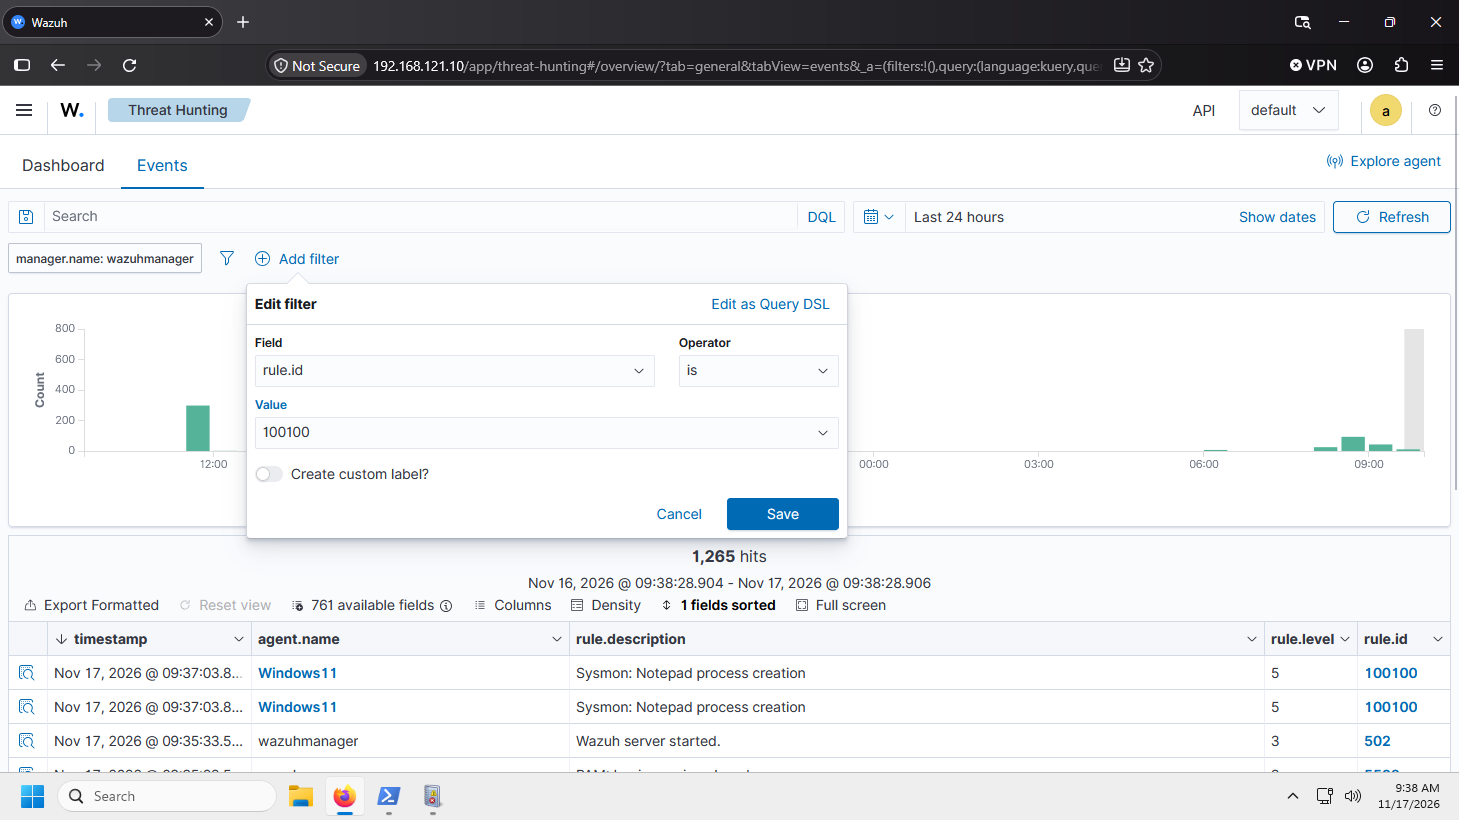 Wazuh
Not Secure 192.168.121.10/app/threat-hunting#/overview/?tab=general&tabView=events&_a=(filters:!(),query:(language:kuery,que
VPN
W. Threat Hunting API default a
Dashboard Events Explore agent
Search DQL Last 24 hours Show dates Refresh
manager.name: wazuhmanager Add filter
Edit filter Edit as Query DSL
Field Operator
rule.id is
Value
100100
Create custom label?
Cancel Save
Count
800
600
400
200
0
12:00 00:00 03:00 06:00 09:00
1,265 hits
Nov 16, 2026 @ 09:38:28.904 - Nov 17, 2026 @ 09:38:28.906
Export Formatted Reset view 761 available fields Columns Density 1 fields sorted Full screen
timestamp agent.name rule.description rule.level rule.id
Nov 17, 2026 @ 09:37:03.8... Windows11 Sysmon: Notepad process creation 5 100100
Nov 17, 2026 @ 09:37:03.8... Windows11 Sysmon: Notepad process creation 5 100100
Nov 17, 2026 @ 09:35:33.5... wazuhmanager Wazuh server started. 3 502
Search
9:38 AM
11/17/2026